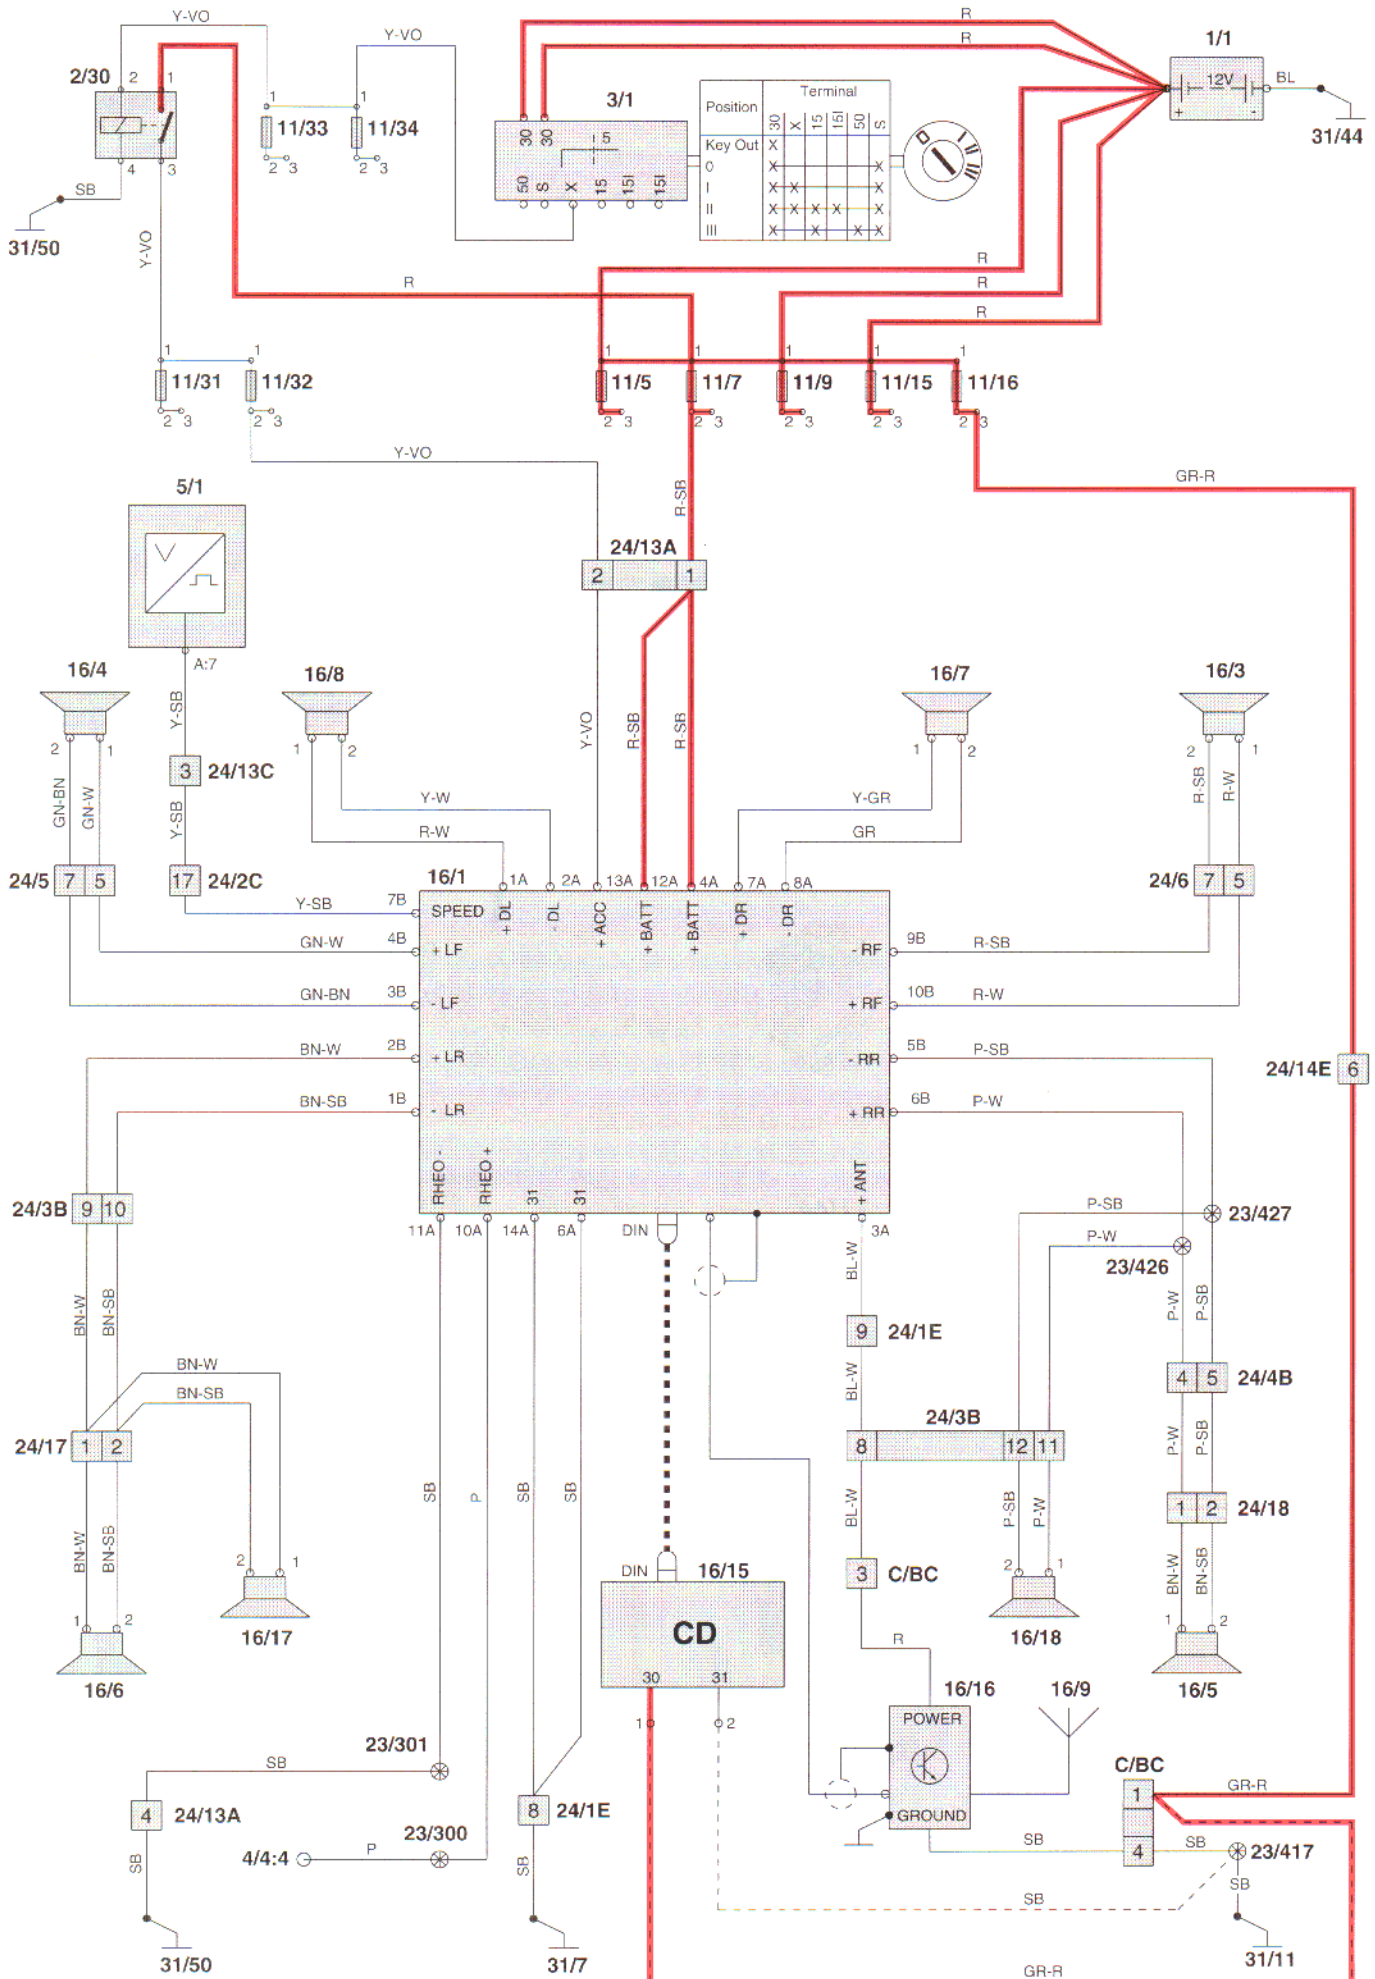 Y-VO
R
Y-VO
R
1/1
2/30
2
1
3/1
Position
Terminal
12V
BL
+
-
1
1
11/33
11/34
30
30
5
30
X
15
15I
50
S
Key Out
X
0
X
X
I
X
X
X
II
X
X
X
X
X
III
X
X
X
X
0
I
II
III
31/44
2
3
2
3
4
3
50
S
X
15
15I
15I
SB
31/50
Y-VO
R
R
R
R
1
1
1
1
1
1
1
11/31
11/32
11/5
11/7
11/9
11/15
11/16
2
3
2
3
2
3
2
3
2
3
2
3
2
3
Y-VO
GR-R
5/1
R-SB
24/13A
2
1
A:7
16/4
16/8
16/7
16/3
Y-SB
Y-VO
R-SB
R-SB
2
1
1
2
1
2
2
1
3
24/13C
GN-BN
GN-W
Y-SB
Y-W
Y-GR
R-SB
R-W
R-W
GR
24/5
7
5
17
24/2C
16/1
1A
2A
13A
12A
4A
7A
8A
24/6
7
5
Y-SB
7B
SPEED
+ DL
- DL
+ ACC
+ BATT
+ BATT
+ DR
- DR
GN-W
4B
+ LF
- RF
9B
R-SB
GN-BN
3B
- LF
+ RF
10B
R-W
BN-W
2B
+ LR
- RR
5B
P-SB
24/14E
6
BN-SB
1B
- LR
+ RR
6B
P-W
RHEO -
RHEO +
31
31
+ ANT
24/3B
9
10
11A
10A
14A
6A
DIN
3A
P-SB
23/427
P-W
23/426
BL-W
BN-W
BN-SB
P-W
P-SB
9
24/1E
BN-W
BN-SB
BL-W
4
5
24/4B
24/17
1
2
24/3B
8
12
11
P-W
P-SB
SB
P
SB
SB
BL-W
P-SB
P-W
1
2
24/18
BN-W
BN-SB
2
1
DIN
16/15
3
C/BC
2
1
BN-W
BN-SB
1
2
16/17
CD
R
16/18
1
2
16/6
30
31
16/16
16/9
16/5
1
2
POWER
23/301
SB
C/BC
1
GR-R
4
24/13A
8
24/1E
GROUND
23/300
4/4:4
P
SB
4
SB
23/417
SB
SB
SB
SB
31/50
31/7
31/11
GR-R